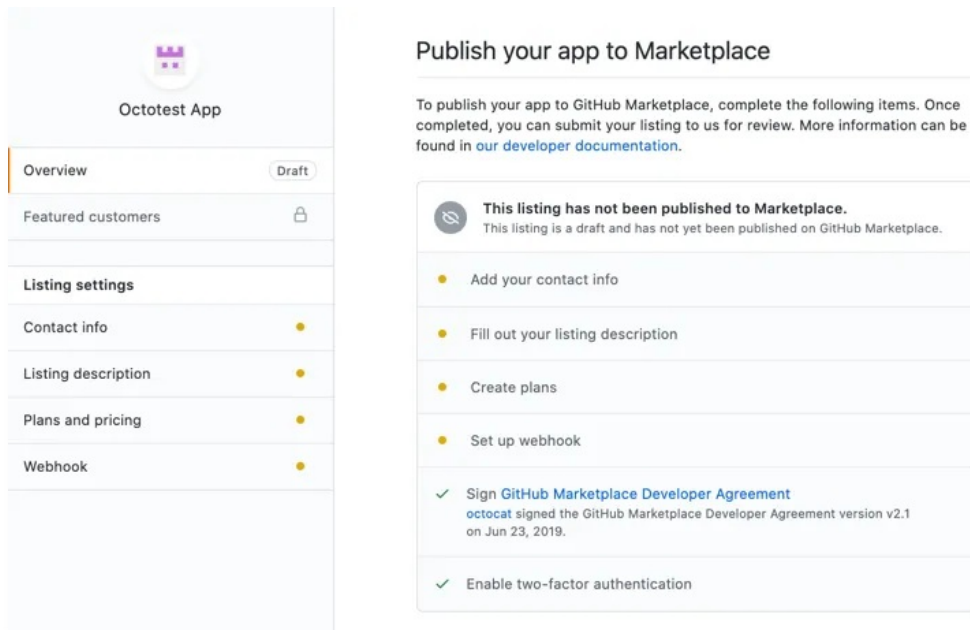 Octotest App
Overview
Draft
Featured customers
Listing settings
Contact info
Listing description
Plans and pricing
Webhook
Publish your app to Marketplace
To publish your app to GitHub Marketplace, complete the following items. Once
completed, you can submit your listing to us for review. More information can be
found in our developer documentation.
This listing has not been published to Marketplace.
This listing is a draft and has not yet been published on GitHub Marketplace.
Add your contact info
Fill out your listing description
Create plans
Set up webhook
Sign GitHub Marketplace Developer Agreement
octocat signed the GitHub Marketplace Developer Agreement version v2.1
on Jun 23, 2019.
Enable two-factor authentication